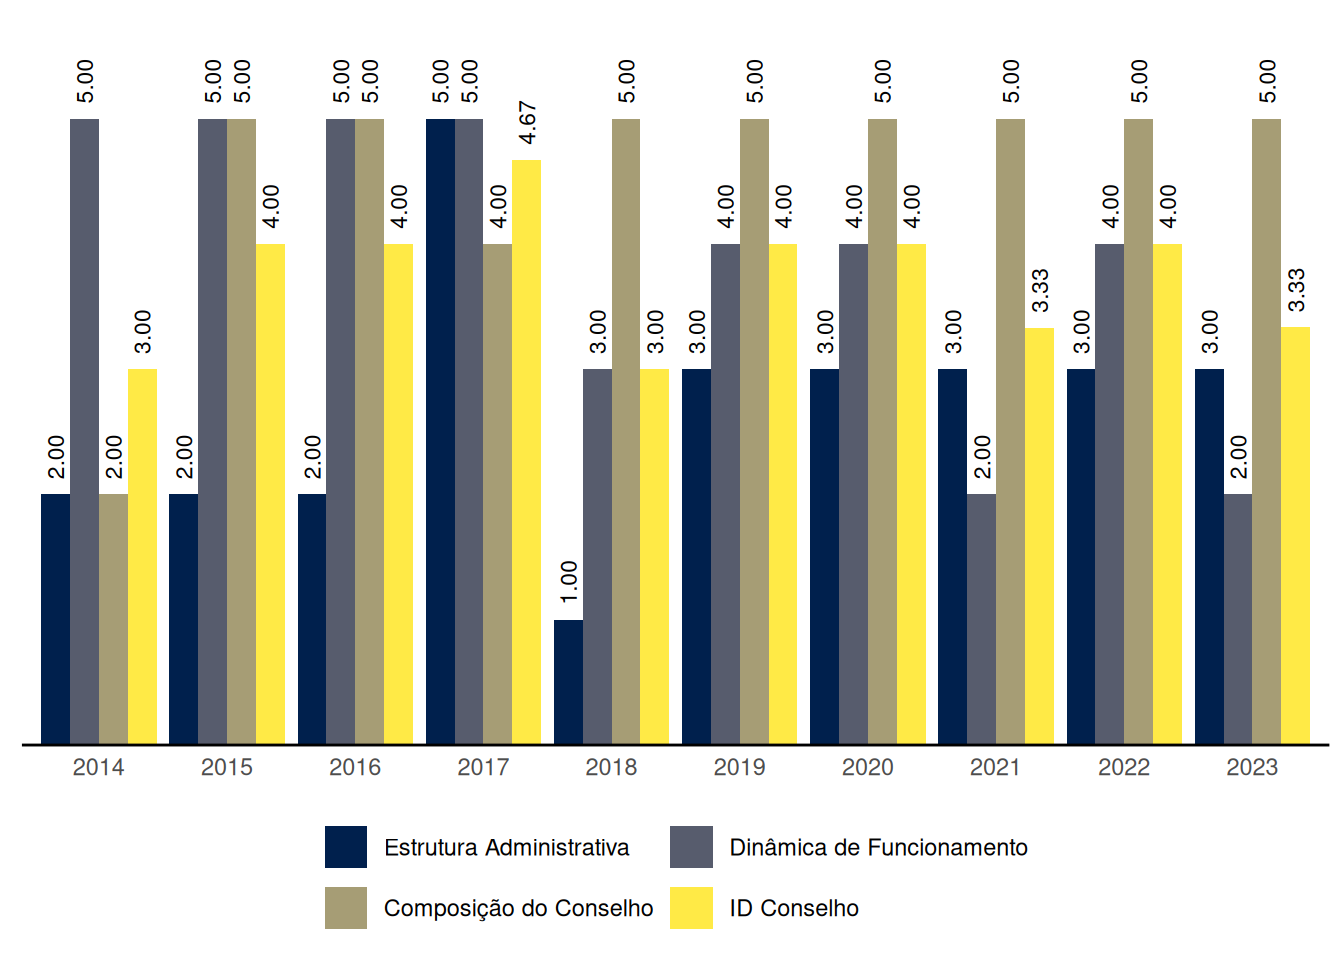 2.00 5.00 2.00 3.00
2.00 5.00 5.00 4.00
2.00 5.00 5.00 4.00
5.00 5.00 4.00 4.67
1.00 3.00 5.00 3.00
3.00 4.00 5.00 4.00
3.00 4.00 5.00 4.00
3.00 2.00 5.00 3.33
3.00 4.00 5.00 4.00
3.00 2.00 5.00 3.33
2014 2015 2016 2017 2018 2019 2020 2021 2022 2023
Estrutura Administrativa Dinâmica de Funcionamento
Composição do Conselho ID Conselho